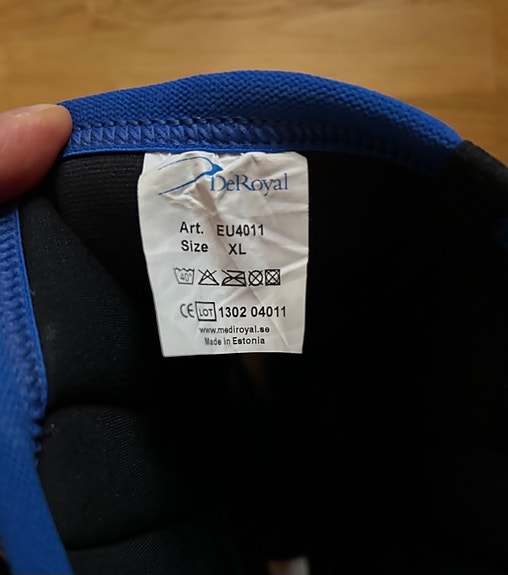 DeRoyal
Art. EU4011
Size XL
40°
CE LOT 1302 04011
www.mediroyal.se
Made in Estonia